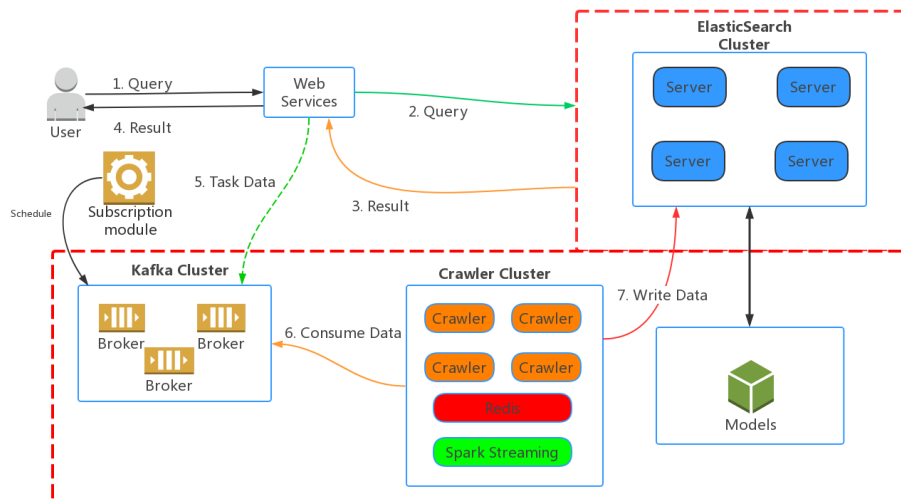 ElasticSearch
Cluster
1. Query
Web
Services
Server
Server
2. Query
User
4. Result
Server
Server
5. Task Data
3. Result
Schedule
Subscription
module
Kafka Cluster
Crawler Cluster
7. Write Data
Broker
Broker
Broker
6. Consume Data
Crawler
Crawler
Crawler
Crawler
Redis
Spark Streaming
Models